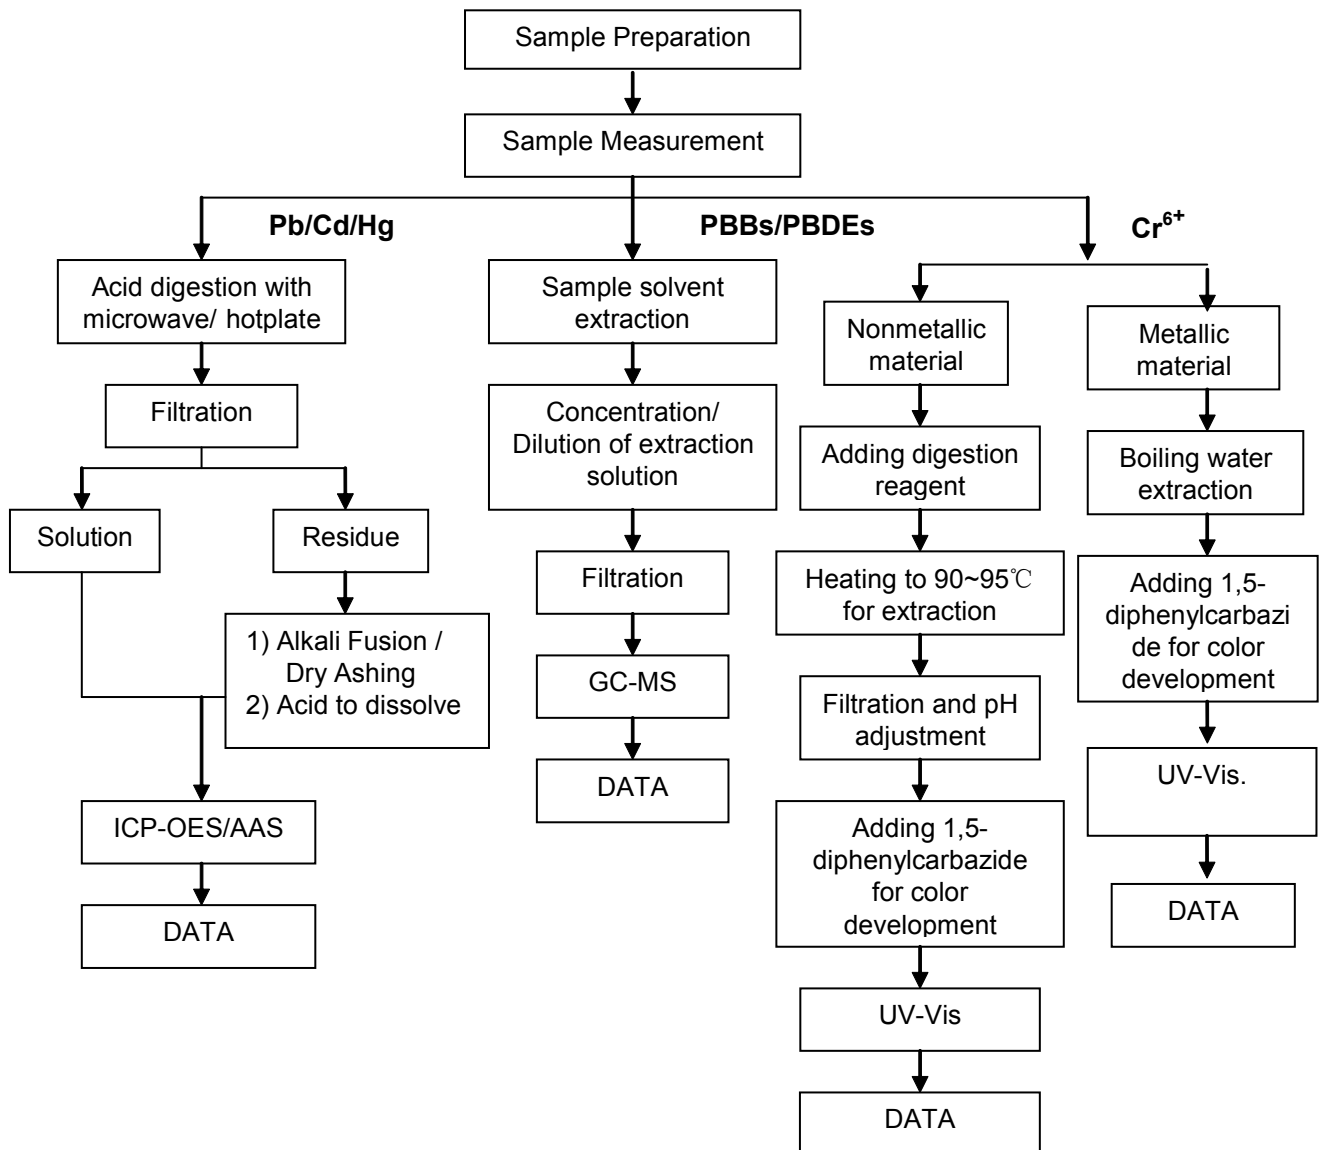 Sample Preparation
Sample Measurement
Pb/Cd/Hg
Acid digestion with
microwave/ hotplate
Filtration
Solution
Residue
1) Alkali Fusion /
Dry Ashing
2) Acid to dissolve
ICP-OES/AAS
DATA
PBBs/PBDEs
Sample solvent
extraction
Concentration/
Dilution of extraction
solution
Filtration
GC-MS
DATA
Cr⁶⁺
Nonmetallic
material
Adding digestion
reagent
Heating to 90~95℃
for extraction
Filtration and pH
adjustment
Adding 1,5-
diphenylcarbazide
for color
development
UV-Vis
DATA
Metallic
material
Boiling water
extraction
Adding 1,5-
diphenylcarbazi
de for color
development
UV-Vis.
DATA